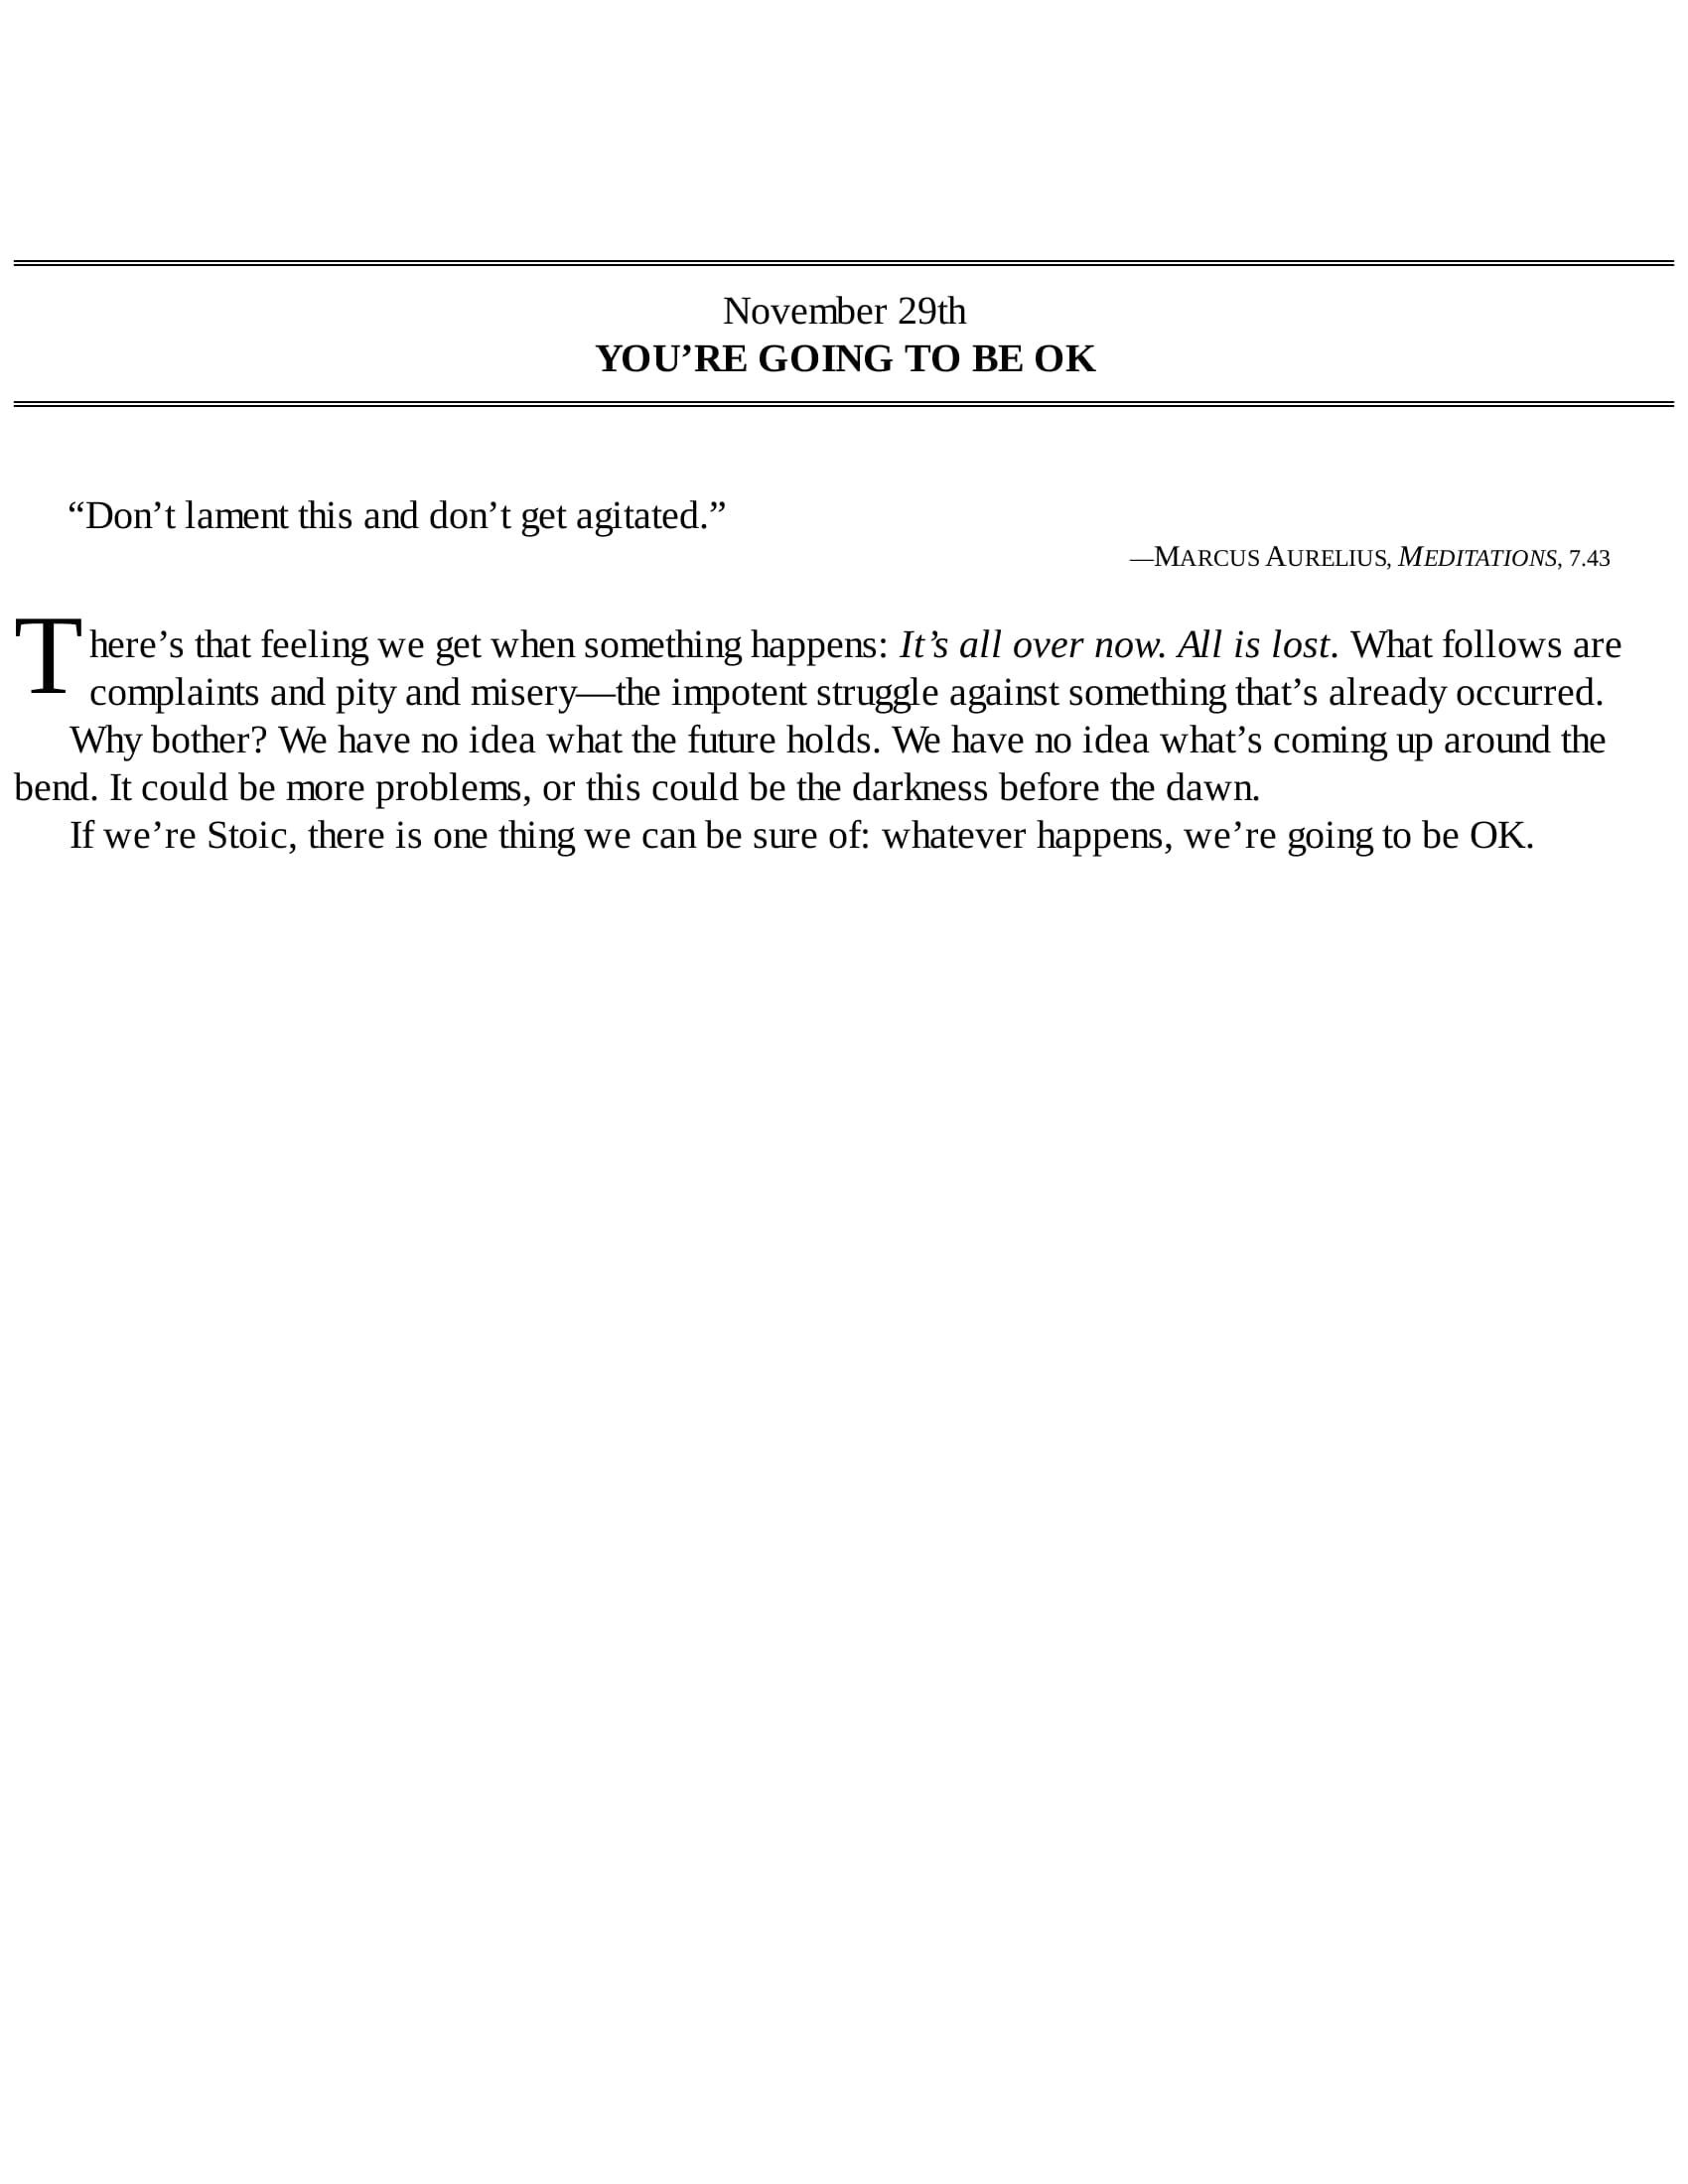 November 29th
YOU’RE GOING TO BE OK
“Don’t lament this and don’t get agitated.”
—MARCUS AURELIUS, MEDITATIONS, 7.43
There’s that feeling we get when something happens: It’s all over now. All is lost. What follows are
complaints and pity and misery—the impotent struggle against something that’s already occurred.
Why bother? We have no idea what the future holds. We have no idea what’s coming up around the
bend. It could be more problems, or this could be the darkness before the dawn.
If we’re Stoic, there is one thing we can be sure of: whatever happens, we’re going to be OK.